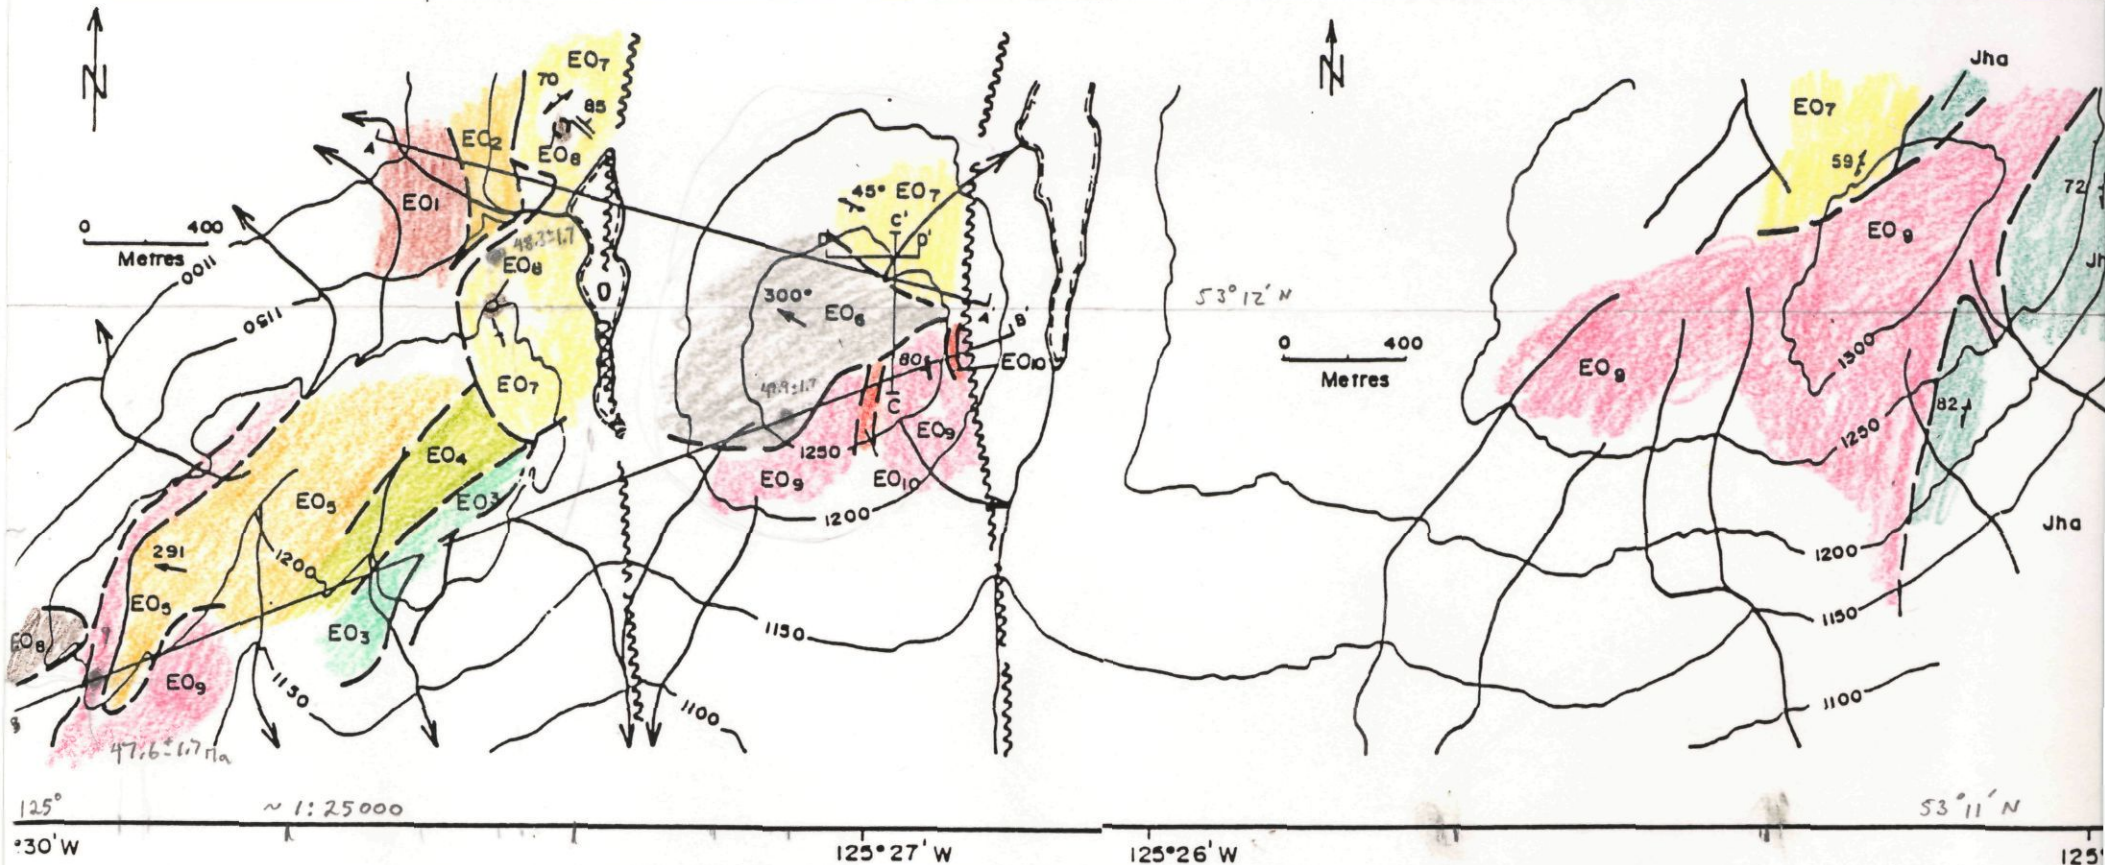 N
N
Jha
EO7
70
85
EO7
EO2
A
EO8
59
EO1
45° EO7
72
C'
D
D'
EO9
0 400
Metres
48.3±1.7
EO8
1100
300°
EO6
53°12'N
1150
A'
B'
0 400
Metres
80
EO10
1300
EO9
EO7
49.9±1.7
C
82
EO4
1250
EO9
1250
EO5
EO3
EO9
EO10
1200
Jha
291
1200
1200
EO5
EO3
1150
1150
EO8
EO9
1150
1100
1100
47.6±1.7 Ma
125°
~ 1:25000
53°11'N
°30'W
125°27'W
125°26'W
125°